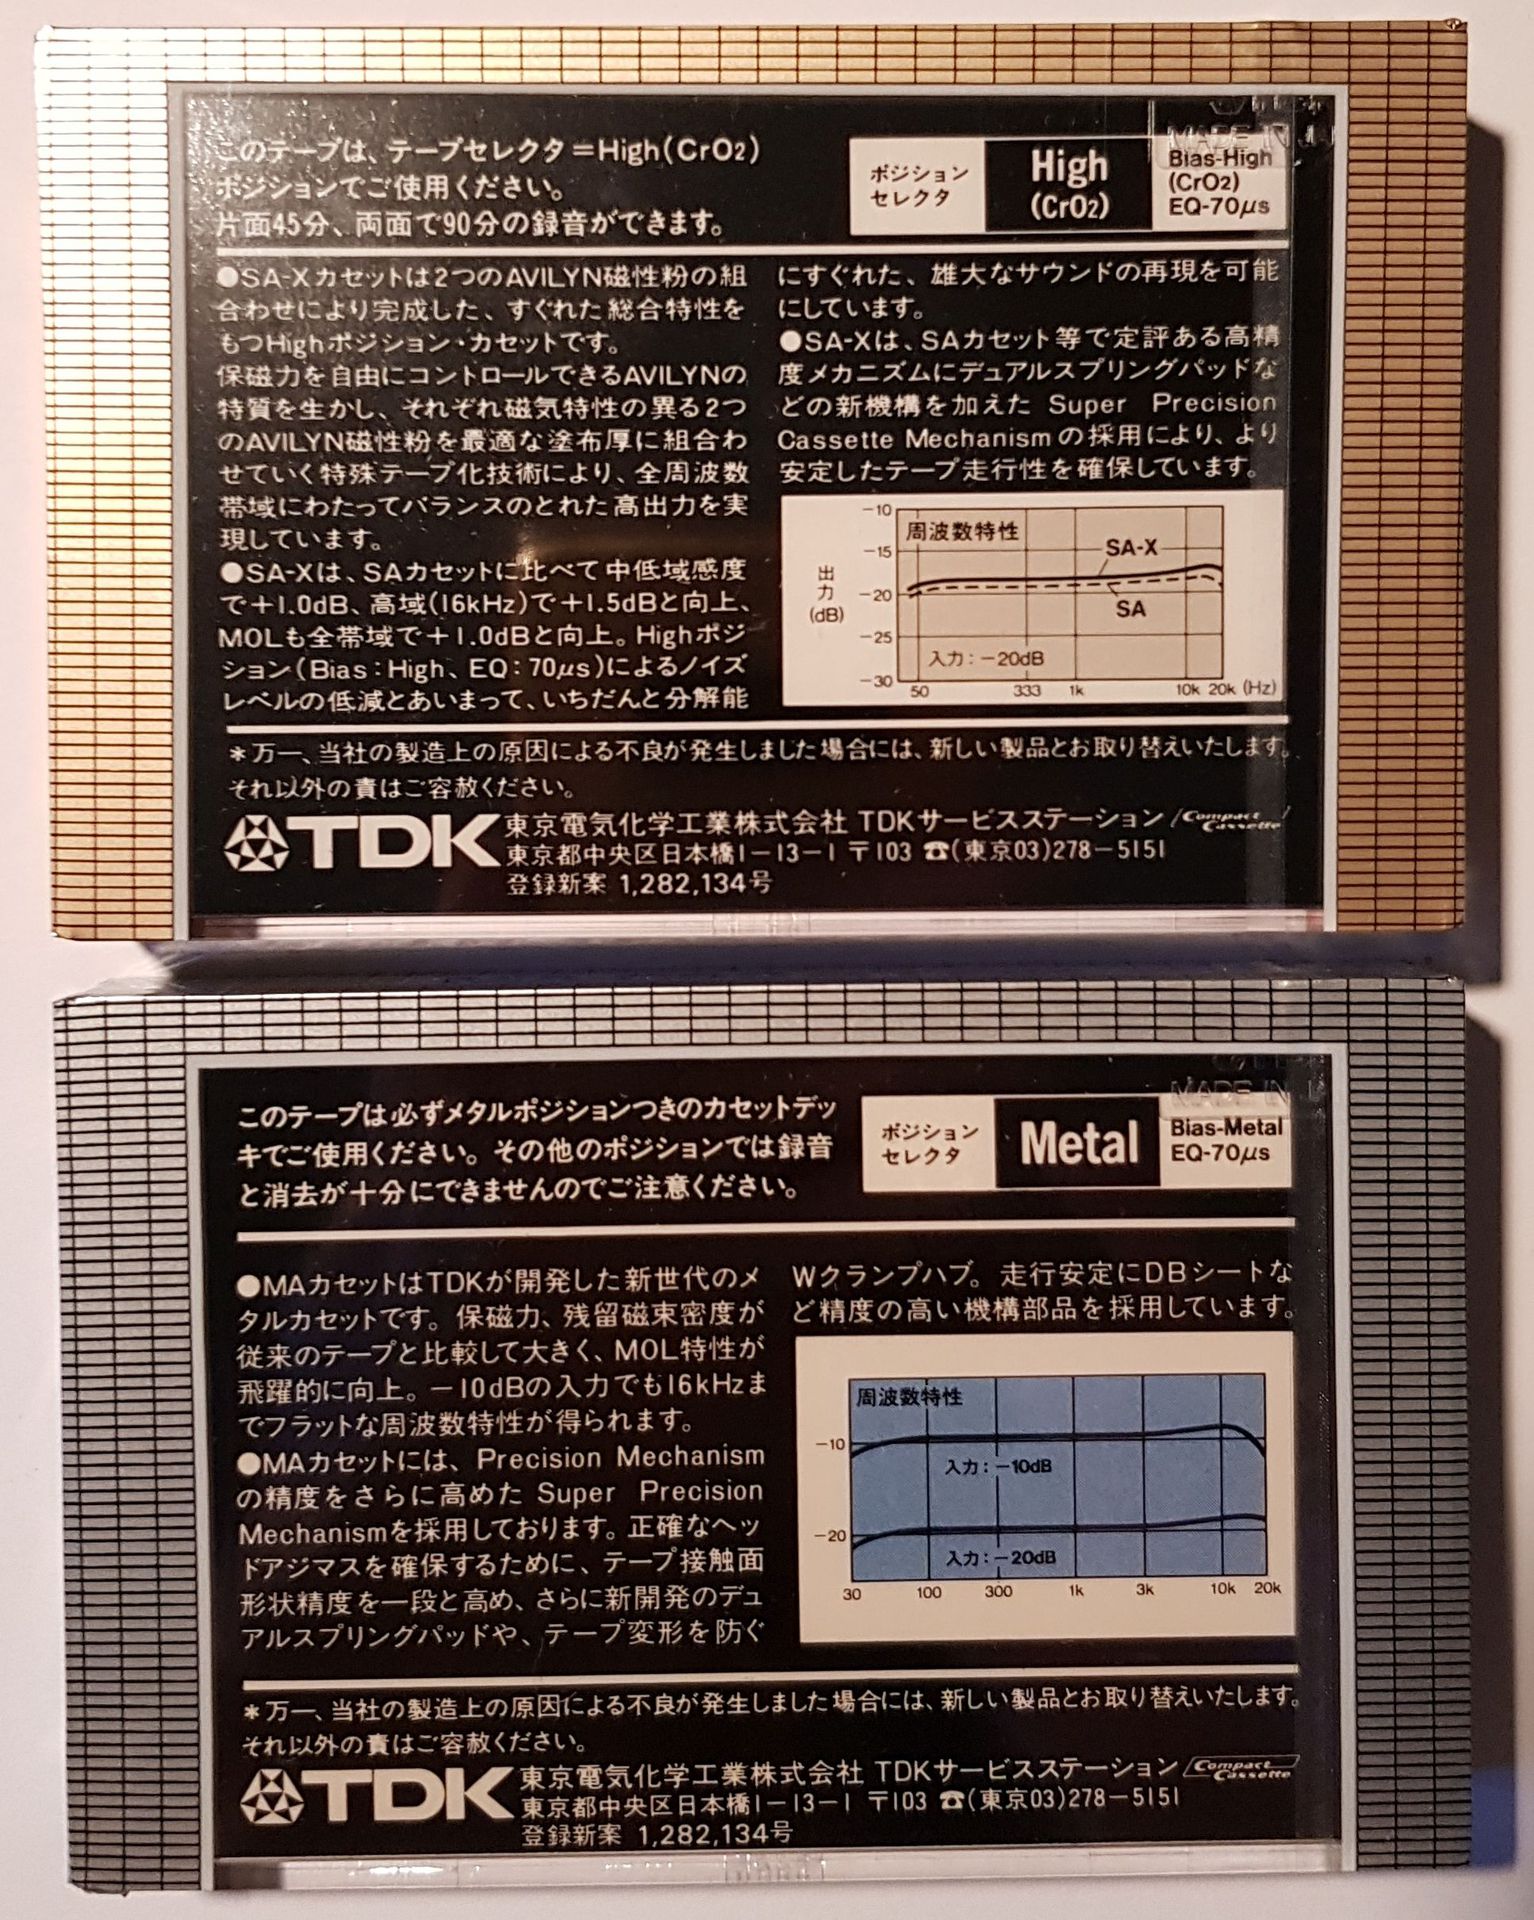 このテープは、テープセレクタ＝High(CrO2)
ポジションでご使用ください。
片面45分、両面で90分の録音ができます。
ポジション
セレクタ
High
(CrO2)
MADE IN
Bias-High
(CrO2)
EQ-70μs
●SA-Xカセットは2つのAVILYN磁性粉の組
合わせにより完成した、すぐれた総合特性を
もつHighポジション・カセットです。
保磁力を自由にコントロールできるAVILYNの
特質を生かし、それぞれ磁気特性の異る2つ
のAVILYN磁性粉を最適な塗布厚に組合わ
せていく特殊テープ化技術により、全周波数
帯域にわたってバランスのとれた高出力を実
現しています。
●SA-Xは、SAカセットに比べて中低域感度
で＋1.0dB、高域(16kHz)で＋1.5dBと向上、
MOLも全帯域で＋1.0dBと向上。Highポジ
ション(Bias：High、EQ：70μs)によるノイズ
レベルの低減とあいまって、いちだんと分解能
にすぐれた、雄大なサウンドの再現を可能
にしています。
●SA-Xは、SAカセット等で定評ある高精
度メカニズムにデュアルスプリングパッドな
どの新機構を加えた Super Precision
Cassette Mechanismの採用により、より
安定したテープ走行性を確保しています。
周波数特性
出力(dB)
-10
-15
-20
-25
-30
SA-X
SA
入力：-20dB
50 333 1k 10k 20k (Hz)
＊万一、当社の製造上の原因による不良が発生しました場合には、新しい製品とお取り替えいたします。
それ以外の責はご容赦ください。
TDK
東京電気化学工業株式会社 TDKサービスステーション
Compact Cassette
東京都中央区日本橋1-13-1 〒103 ☎(東京03)278-5151
登録新案 1,282,134号
このテープは必ずメタルポジションつきのカセットデッ
キでご使用ください。その他のポジションでは録音
と消去が十分にできませんのでご注意ください。
ポジション
セレクタ
Metal
MADE IN
Bias-Metal
EQ-70μs
●MAカセットはTDKが開発した新世代のメ
タルカセットです。保磁力、残留磁束密度が
従来のテープと比較して大きく、MOL特性が
飛躍的に向上。-10dBの入力でも16kHzま
でフラットな周波数特性が得られます。
●MAカセットには、Precision Mechanism
の精度をさらに高めた Super Precision
Mechanismを採用しております。正確なヘッ
ドアジマスを確保するために、テープ接触面
形状精度を一段と高め、さらに新開発のデュ
アルスプリングパッドや、テープ変形を防ぐ
Wクランプハブ。走行安定にDBシートな
ど精度の高い機構部品を採用しています。
周波数特性
-10
入力：-10dB
-20
入力：-20dB
30 100 300 1k 3k 10k 20k
＊万一、当社の製造上の原因による不良が発生しました場合には、新しい製品とお取り替えいたします。
それ以外の責はご容赦ください。
TDK
東京電気化学工業株式会社 TDKサービスステーション
Compact Cassette
東京都中央区日本橋1-13-1 〒103 ☎(東京03)278-5151
登録新案 1,282,134号